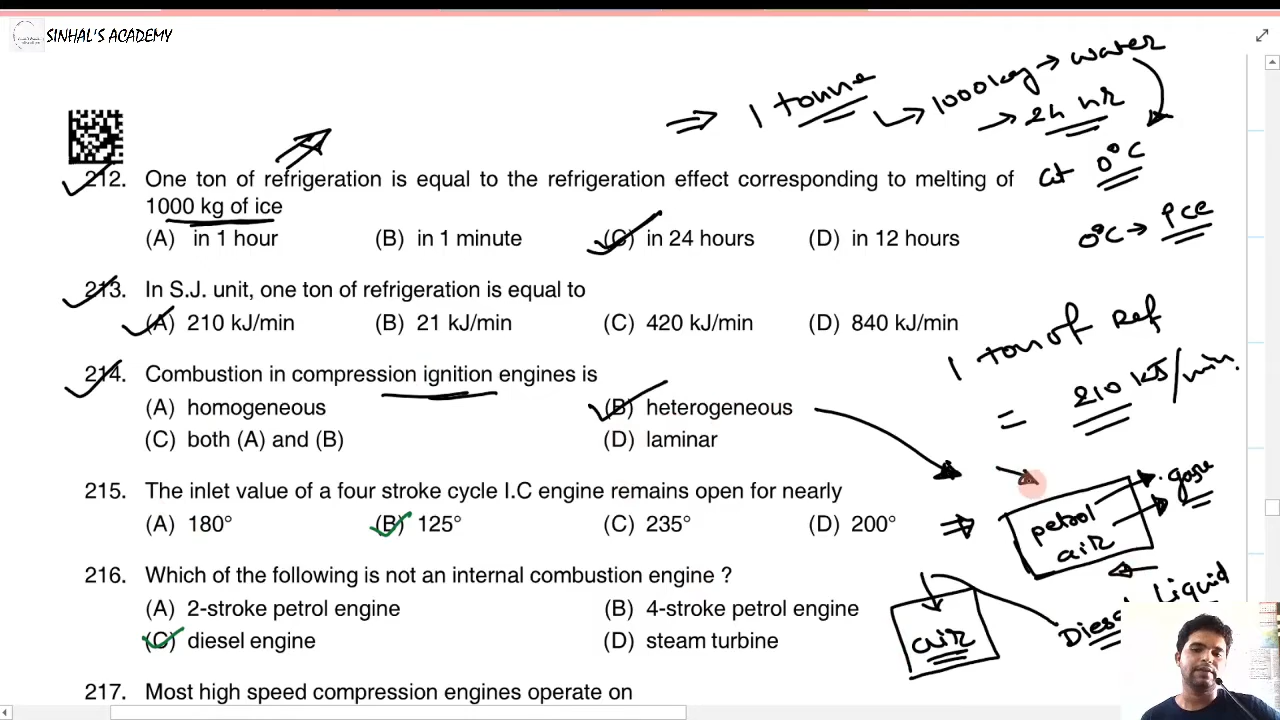 SINHAL'S ACADEMY
⇒ 1 tonne
↳ 1000kg → water
→ 24 hr
at 0°C
0°C → Ice
212. One ton of refrigeration is equal to the refrigeration effect corresponding to melting of
1000 kg of ice
(A) in 1 hour (B) in 1 minute (C) in 24 hours (D) in 12 hours
213. In S.J. unit, one ton of refrigeration is equal to
(A) 210 kJ/min (B) 21 kJ/min (C) 420 kJ/min (D) 840 kJ/min
1 ton of Ref
= 210 kJ/min.
214. Combustion in compression ignition engines is
(A) homogeneous (B) heterogeneous
(C) both (A) and (B) (D) laminar
215. The inlet value of a four stroke cycle I.C engine remains open for nearly
(A) 180° (B) 125° (C) 235° (D) 200°
petrol
air
216. Which of the following is not an internal combustion engine ?
(A) 2-stroke petrol engine (B) 4-stroke petrol engine
(C) diesel engine (D) steam turbine
air
Liquid
217. Most high speed compression engines operate on